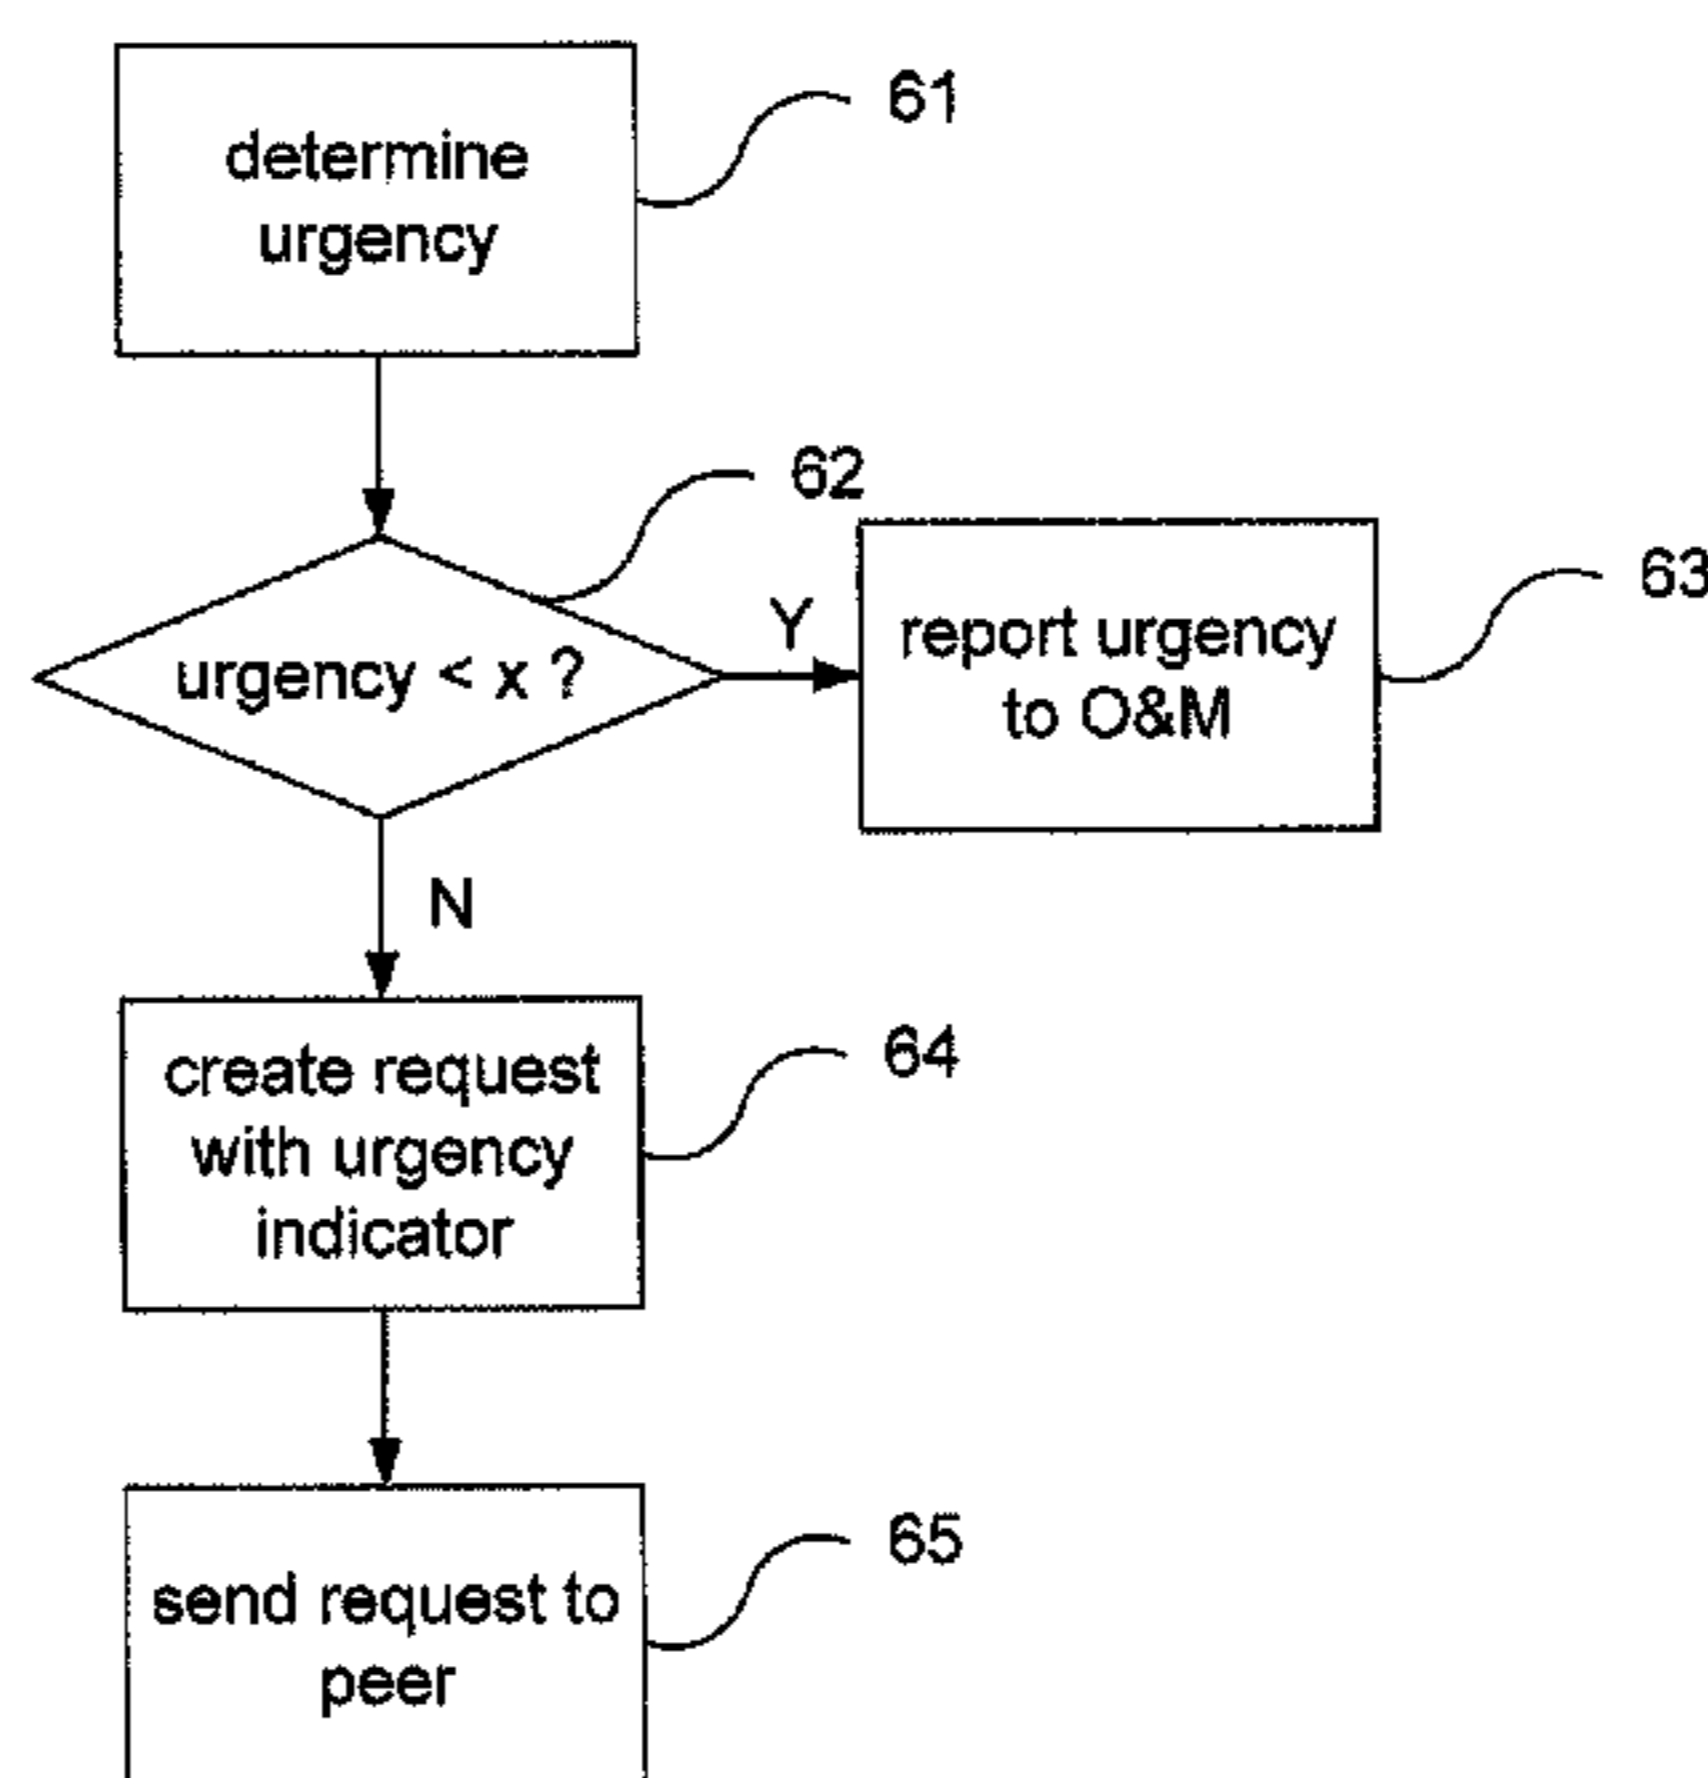 61
determine
urgency
62
urgency < x ?
Y
report urgency
to O&M
63
N
create request
with urgency
indicator
64
send request to
peer
65